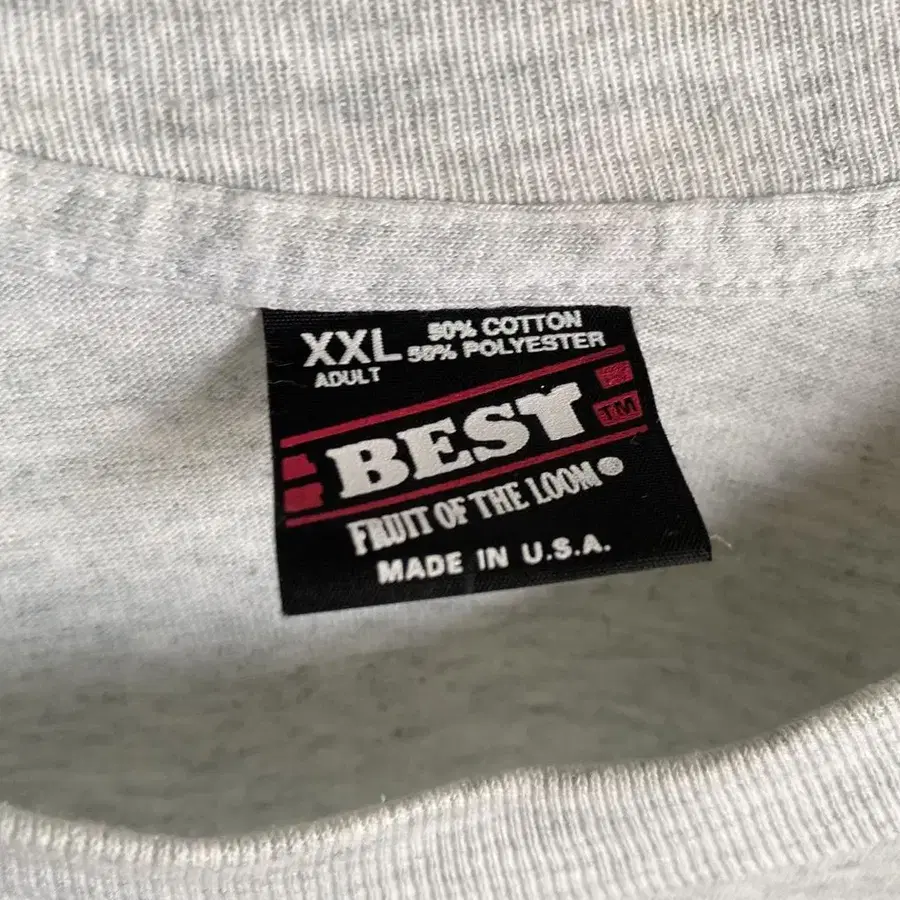 XXL 50% COTTON
ADULT 50% POLYESTER
BEST TM
FRUIT OF THE LOOM
MADE IN U.S.A.